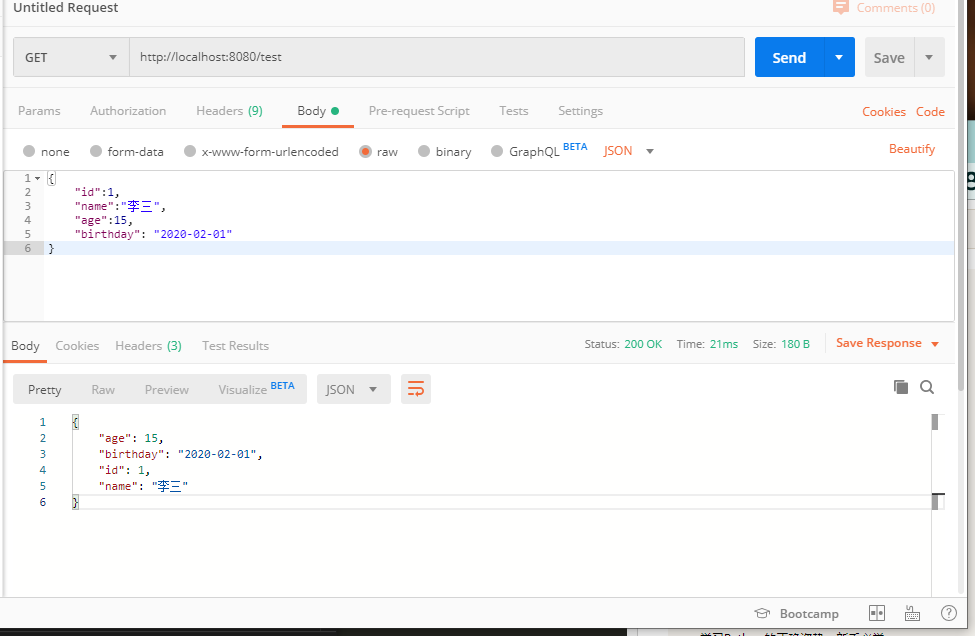 Untitled Request
Comments (0)
GET
http://localhost:8080/test
Send
Save
Params Authorization Headers (9) Body Pre-request Script Tests Settings
Cookies Code
none form-data x-www-form-urlencoded raw binary GraphQL BETA JSON
Beautify
1 {
2 "id":1,
3 "name":"李三",
4 "age":15,
5 "birthday": "2020-02-01"
6 }
Body Cookies Headers (3) Test Results
Status: 200 OK Time: 21ms Size: 180 B Save Response
Pretty Raw Preview Visualize BETA JSON
1 {
2 "age": 15,
3 "birthday": "2020-02-01",
4 "id": 1,
5 "name": "李三"
6 }
Bootcamp